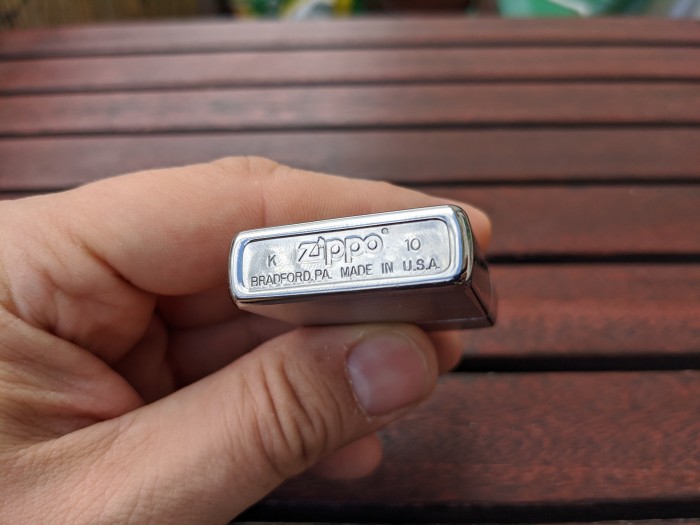 K Zippo® 10
BRADFORD, PA. MADE IN U.S.A.